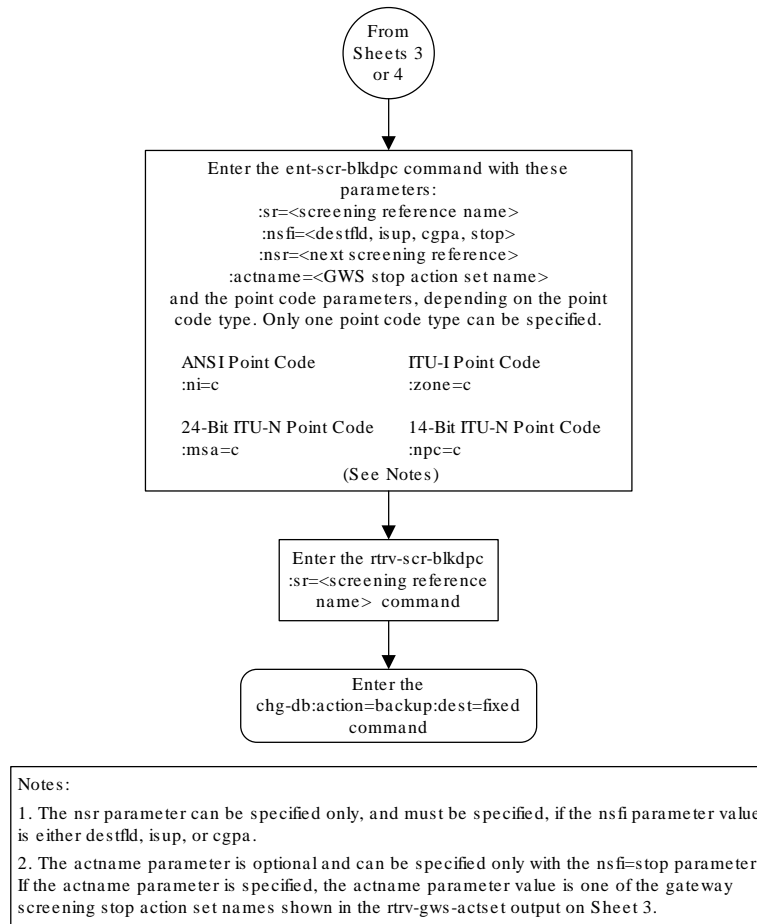 From
Sheets 3
or 4
Enter the ent-scr-blkdpc command with these
parameters:
:sr=<screening reference name>
:nsfi=<destfld, isup, cgpa, stop>
:nsr=<next screening reference>
:actname=<GWS stop action set name>
and the point code parameters, depending on the point
code type. Only one point code type can be specified.
ANSI Point Code
:ni=c
ITU-I Point Code
:zone=c
24-Bit ITU-N Point Code
:msa=c
14-Bit ITU-N Point Code
:npc=c
(See Notes)
Enter the rtrv-scr-blkdpc
:sr=<screening reference
name> command
Enter the
chg-db:action=backup:dest=fixed
command
Notes:
1. The nsr parameter can be specified only, and must be specified, if the nsfi parameter value
is either destfld, isup, or cgpa.
2. The actname parameter is optional and can be specified only with the nsfi=stop parameter
If the actname parameter is specified, the actname parameter value is one of the gateway
screening stop action set names shown in the rtrv-gws-actset output on Sheet 3.